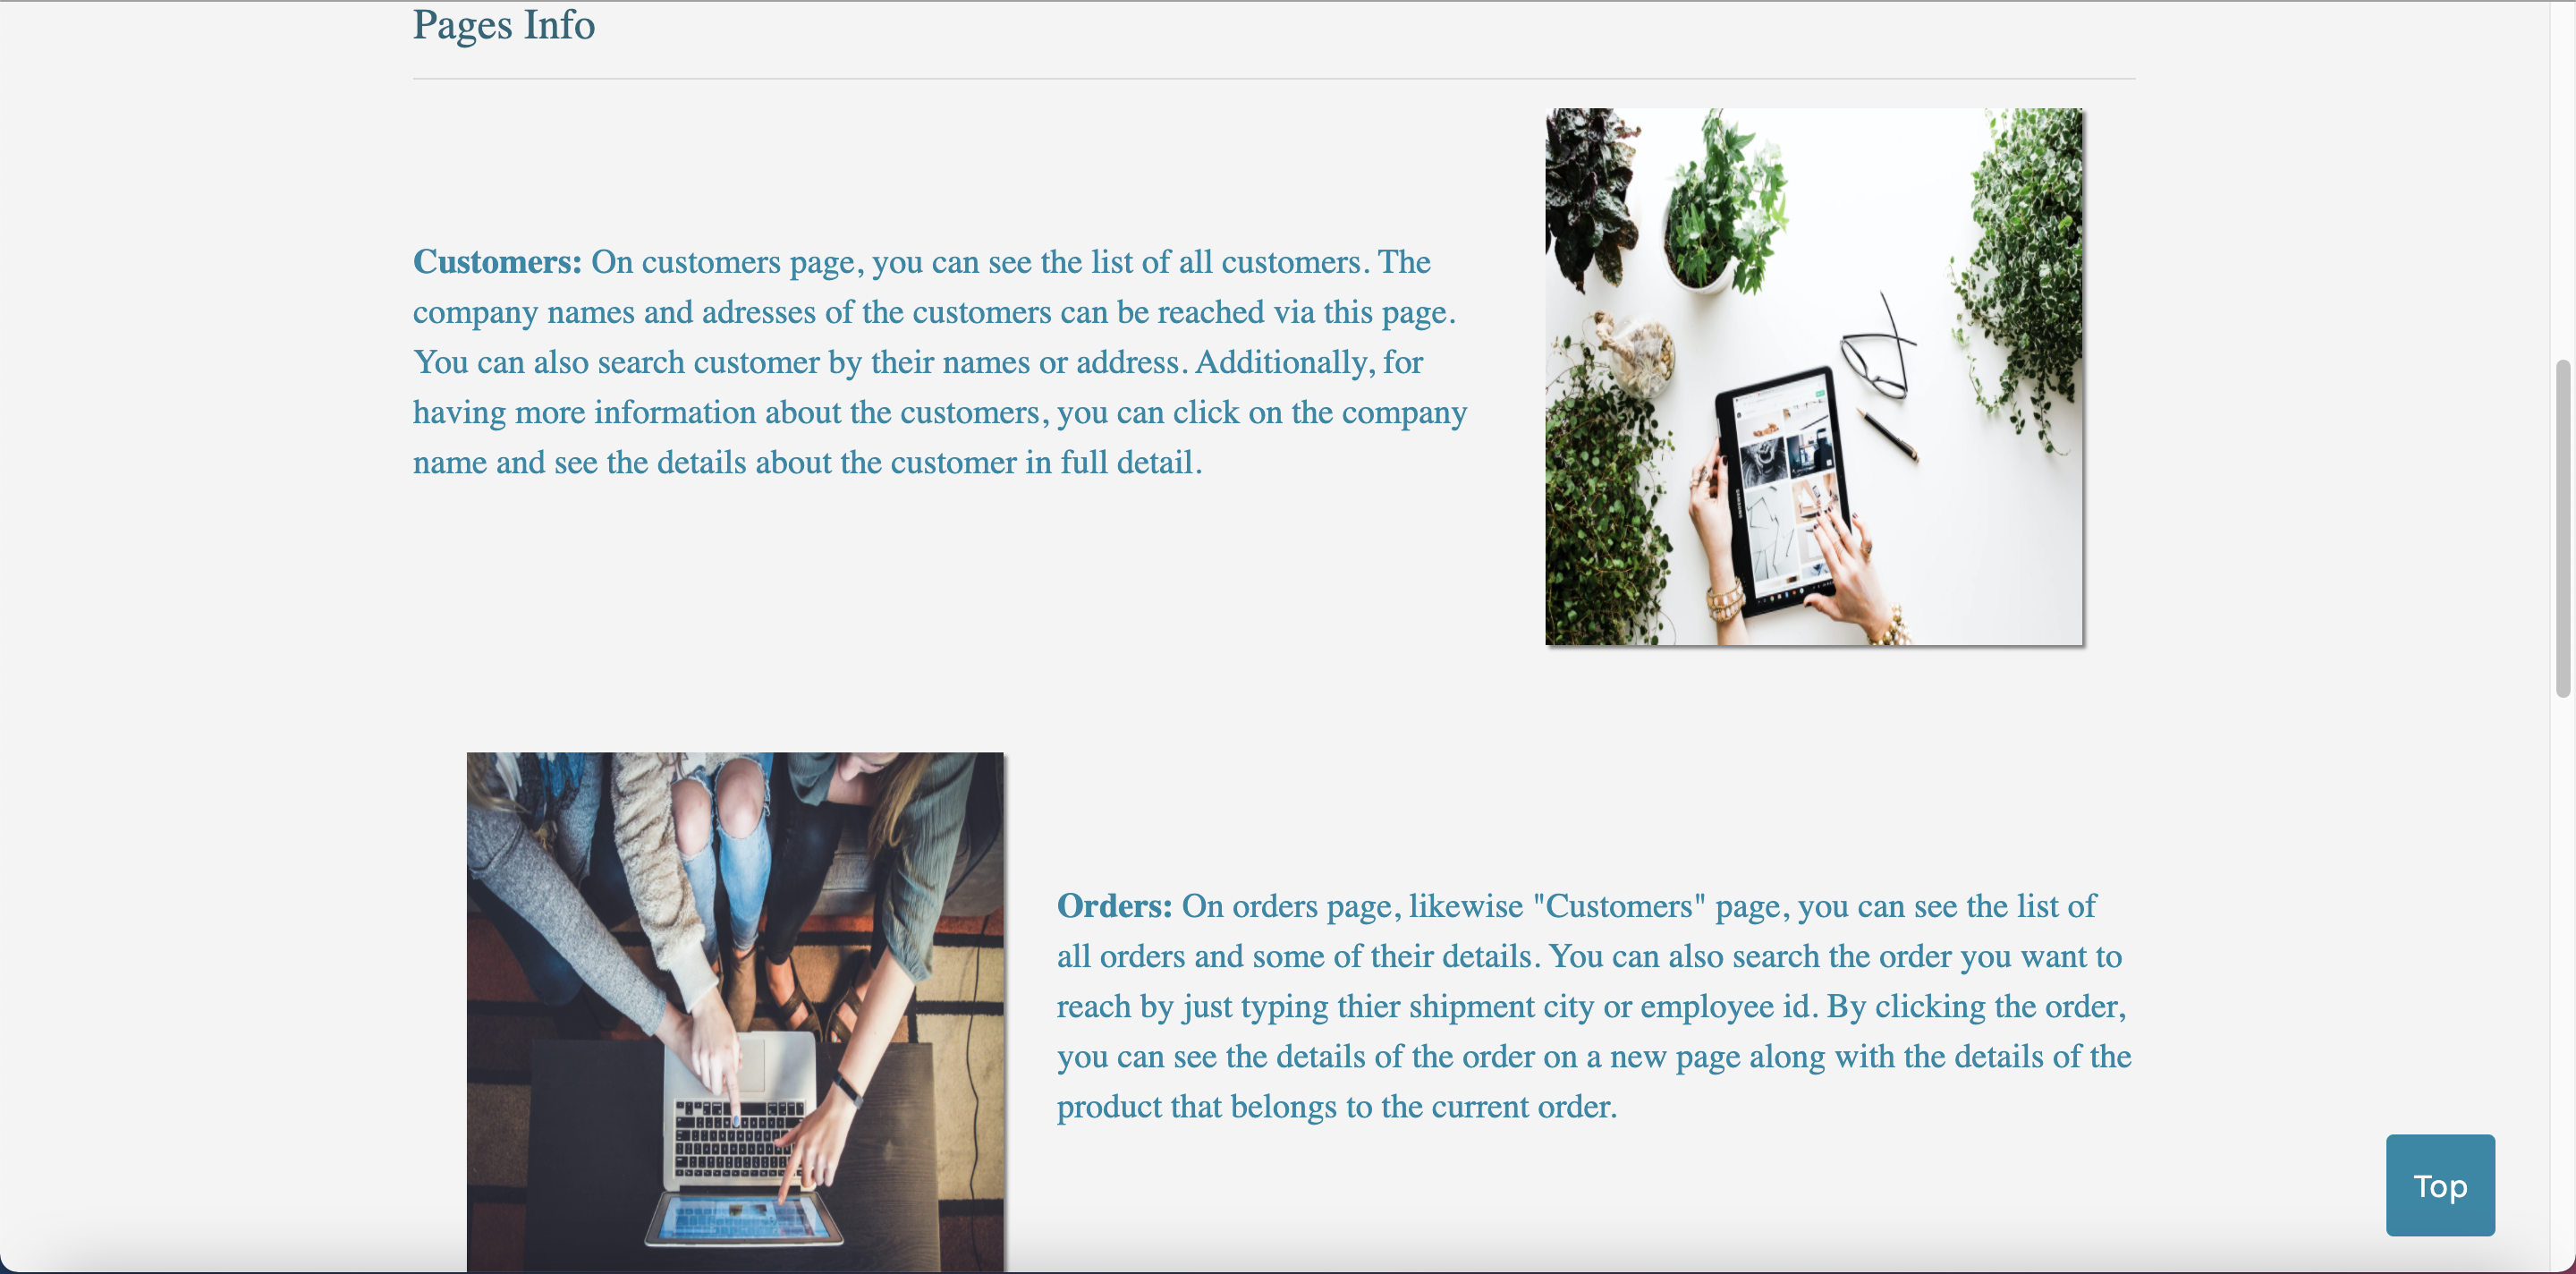 Pages Info
Customers: On customers page, you can see the list of all customers. The
company names and adresses of the customers can be reached via this page.
You can also search customer by their names or address. Additionally, for
having more information about the customers, you can click on the company
name and see the details about the customer in full detail.
Orders: On orders page, likewise "Customers" page, you can see the list of
all orders and some of their details. You can also search the order you want to
reach by just typing thier shipment city or employee id. By clicking the order,
you can see the details of the order on a new page along with the details of the
product that belongs to the current order.
Top